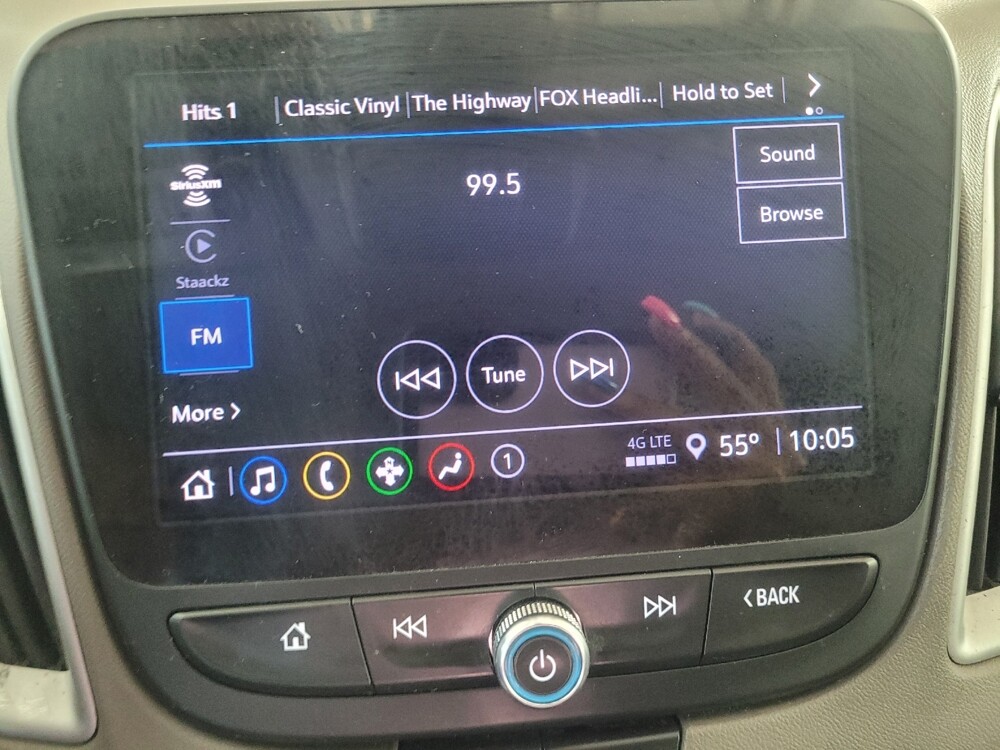 Hits 1 Classic Vinyl The Highway FOX Headli... Hold to Set
SiriusXM
99.5
Sound
Browse
Staackz
FM
Tune
More
4G LTE
1
55° 10:05
BACK